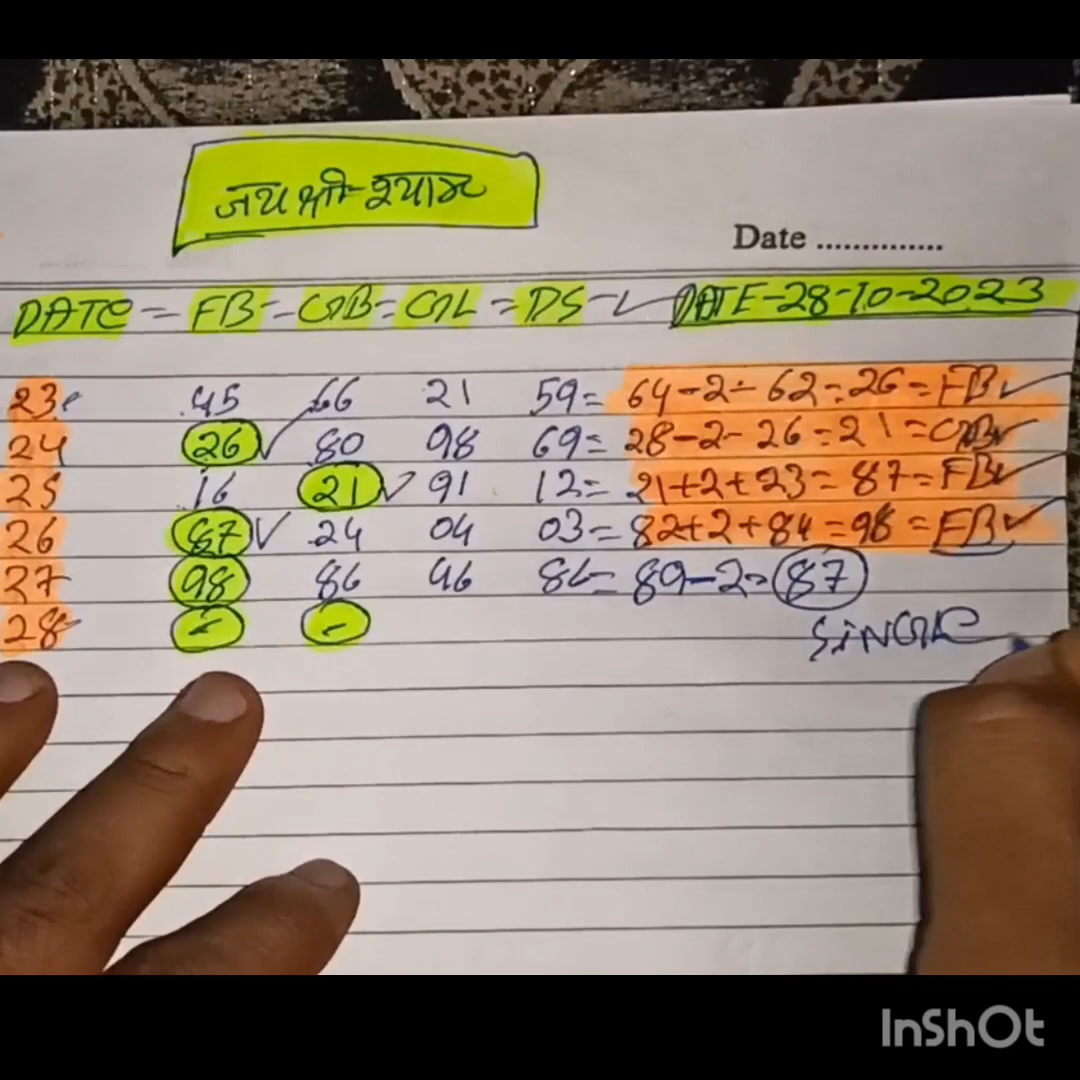 जय श्री श्याम
Date ..............
DATE = FB - GB - GL = DS - ✓ DATE-28-10-2023
23 45 66 21 59 = 64-2- 62=26=FB✓
24 26 ✓ 80 98 69 = 28-2- 26=21=GB✓
25 16 21 ✓ 91 12 = 21+2+23=87=FB✓
26 87 ✓ 24 04 03 = 82+2+84=98=FB✓
27 98 86 46 86 = 89-2= 87
28 - -
SINGLE
InShOt